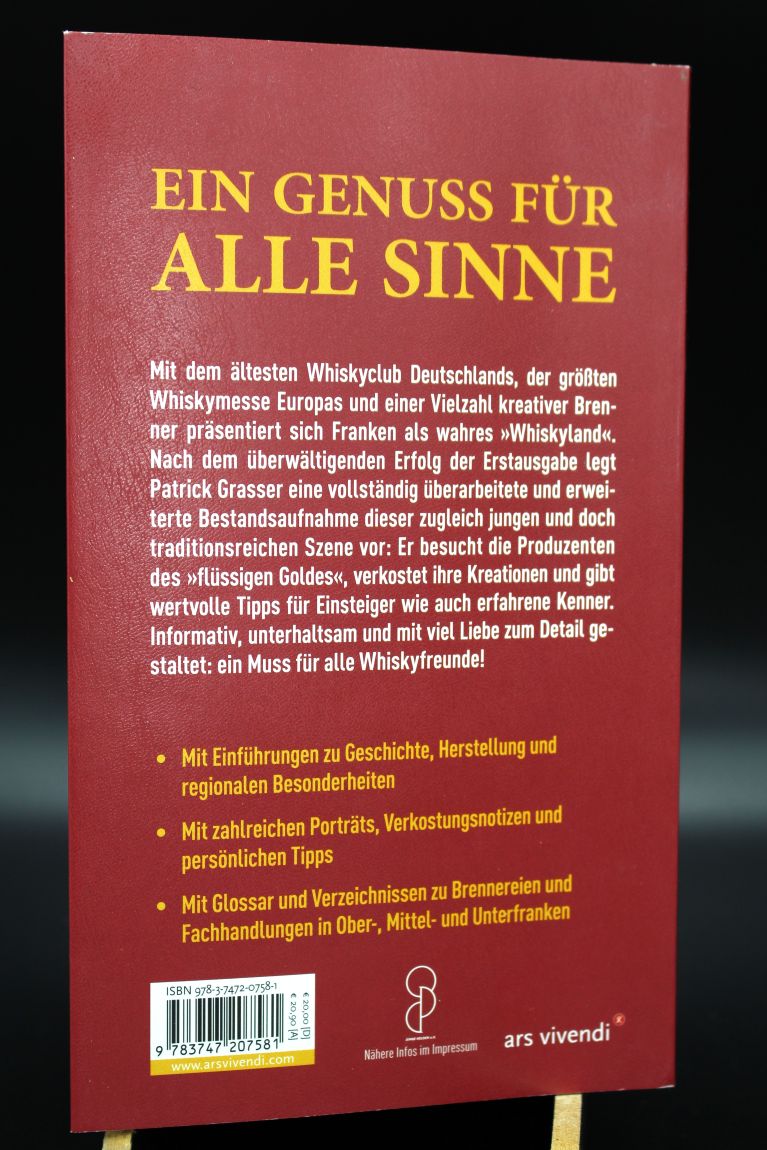 EIN GENUSS FÜR
ALLE SINNE
Mit dem ältesten Whiskyclub Deutschlands, der größten
Whiskymesse Europas und einer Vielzahl kreativer Bren-
ner präsentiert sich Franken als wahres »Whiskyland«.
Nach dem überwältigenden Erfolg der Erstausgabe legt
Patrick Grasser eine vollständig überarbeitete und erwei-
terte Bestandsaufnahme dieser zugleich jungen und doch
traditionsreichen Szene vor: Er besucht die Produzenten
des »flüssigen Goldes«, verkostet ihre Kreationen und gibt
wertvolle Tipps für Einsteiger wie auch erfahrene Kenner.
Informativ, unterhaltsam und mit viel Liebe zum Detail ge-
staltet: ein Muss für alle Whiskyfreunde!
• Mit Einführungen zu Geschichte, Herstellung und
regionalen Besonderheiten
• Mit zahlreichen Porträts, Verkostungsnotizen und
persönlichen Tipps
• Mit Glossar und Verzeichnissen zu Brennereien und
Fachhandlungen in Ober-, Mittel- und Unterfranken
ISBN 978-3-7472-0758-1
€ 20,00 [D]
€ 20,90 [A]
9 783747 207581
www.arsvivendi.com
Nähere Infos im Impressum
ars vivendi